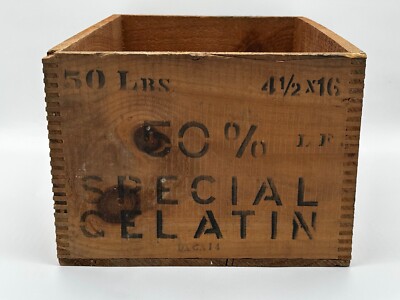 50 LBS 4½x16
50% L F
SPECIAL
GELATIN